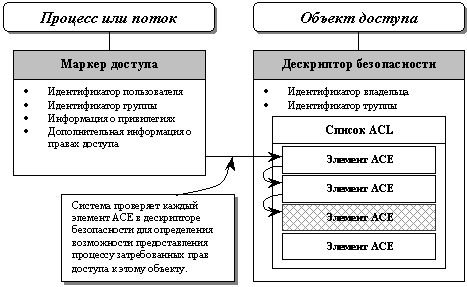 Процесс или поток
Объект доступа
Маркер доступа
• Идентификатор пользователя
• Идентификатор группы
• Информация о привилегиях
• Дополнительная информация о
правах доступа
Дескриптор безопасности
• Идентификатор владельца
• Идентификатор труппы
Список ACL
Элемент ACE
Элемент ACE
Элемент ACE
Элемент ACE
Система проверяет каждый
элемент ACE в дескрипторе
безопасности для определения
возможности предоставления
процессу затребованных прав
доступа к этому объекту.